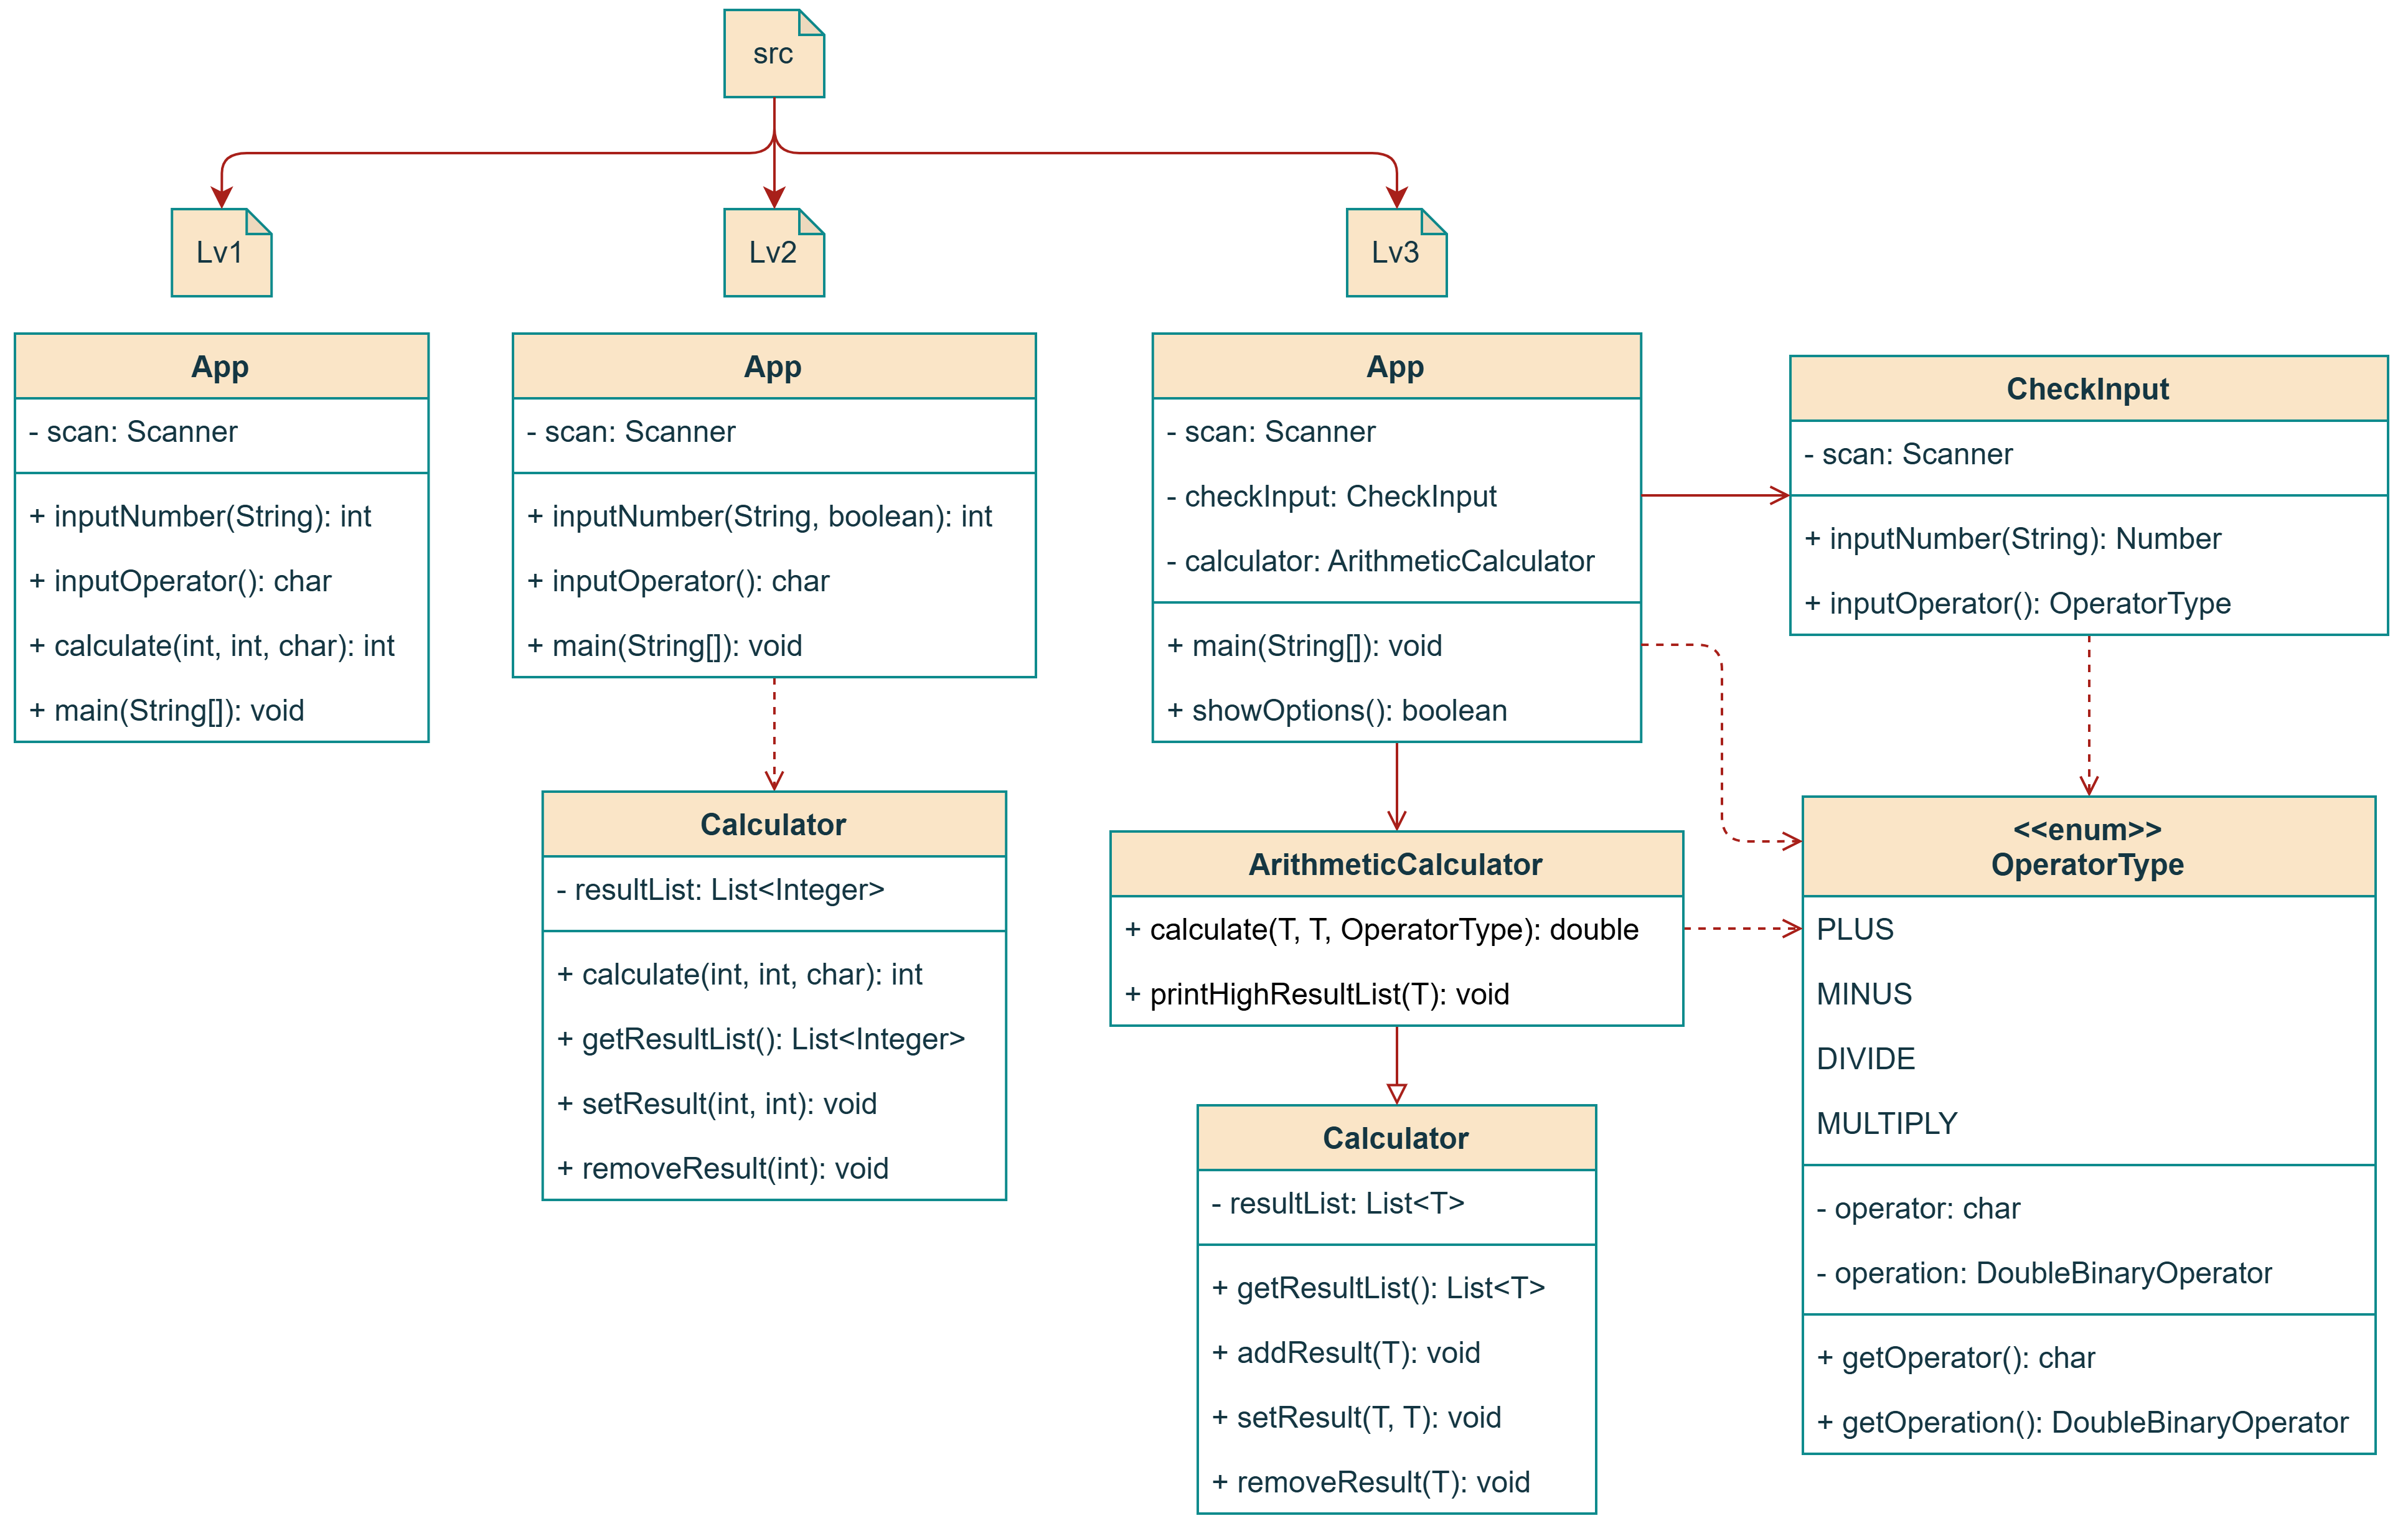 src
Lv1
Lv2
Lv3
App
- scan: Scanner
+ inputNumber(String): int
+ inputOperator(): char
+ calculate(int, int, char): int
+ main(String[]): void
App
- scan: Scanner
+ inputNumber(String, boolean): int
+ inputOperator(): char
+ main(String[]): void
Calculator
- resultList: List<Integer>
+ calculate(int, int, char): int
+ getResultList(): List<Integer>
+ setResult(int, int): void
+ removeResult(int): void
App
- scan: Scanner
- checkInput: CheckInput
- calculator: ArithmeticCalculator
+ main(String[]): void
+ showOptions(): boolean
ArithmeticCalculator
+ calculate(T, T, OperatorType): double
+ printHighResultList(T): void
Calculator
- resultList: List<T>
+ getResultList(): List<T>
+ addResult(T): void
+ setResult(T, T): void
+ removeResult(T): void
CheckInput
- scan: Scanner
+ inputNumber(String): Number
+ inputOperator(): OperatorType
<<enum>>
OperatorType
PLUS
MINUS
DIVIDE
MULTIPLY
- operator: char
- operation: DoubleBinaryOperator
+ getOperator(): char
+ getOperation(): DoubleBinaryOperator